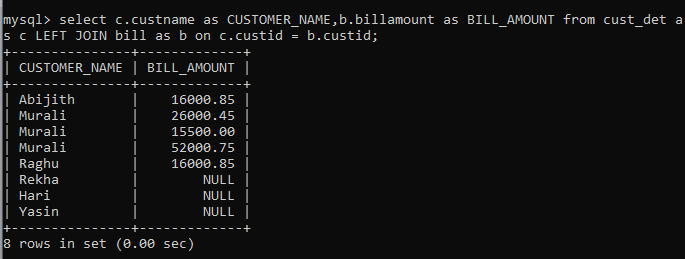 mysql> select c.custname as CUSTOMER_NAME,b.billamount as BILL_AMOUNT from cust_det a
s c LEFT JOIN bill as b on c.custid = b.custid;
+---------------+-------------+
| CUSTOMER_NAME | BILL_AMOUNT |
+---------------+-------------+
| Abijith       |    16000.85 |
| Murali        |    26000.45 |
| Murali        |    15500.00 |
| Murali        |    52000.75 |
| Raghu         |    16000.85 |
| Rekha         |        NULL |
| Hari          |        NULL |
| Yasin         |        NULL |
+---------------+-------------+
8 rows in set (0.00 sec)